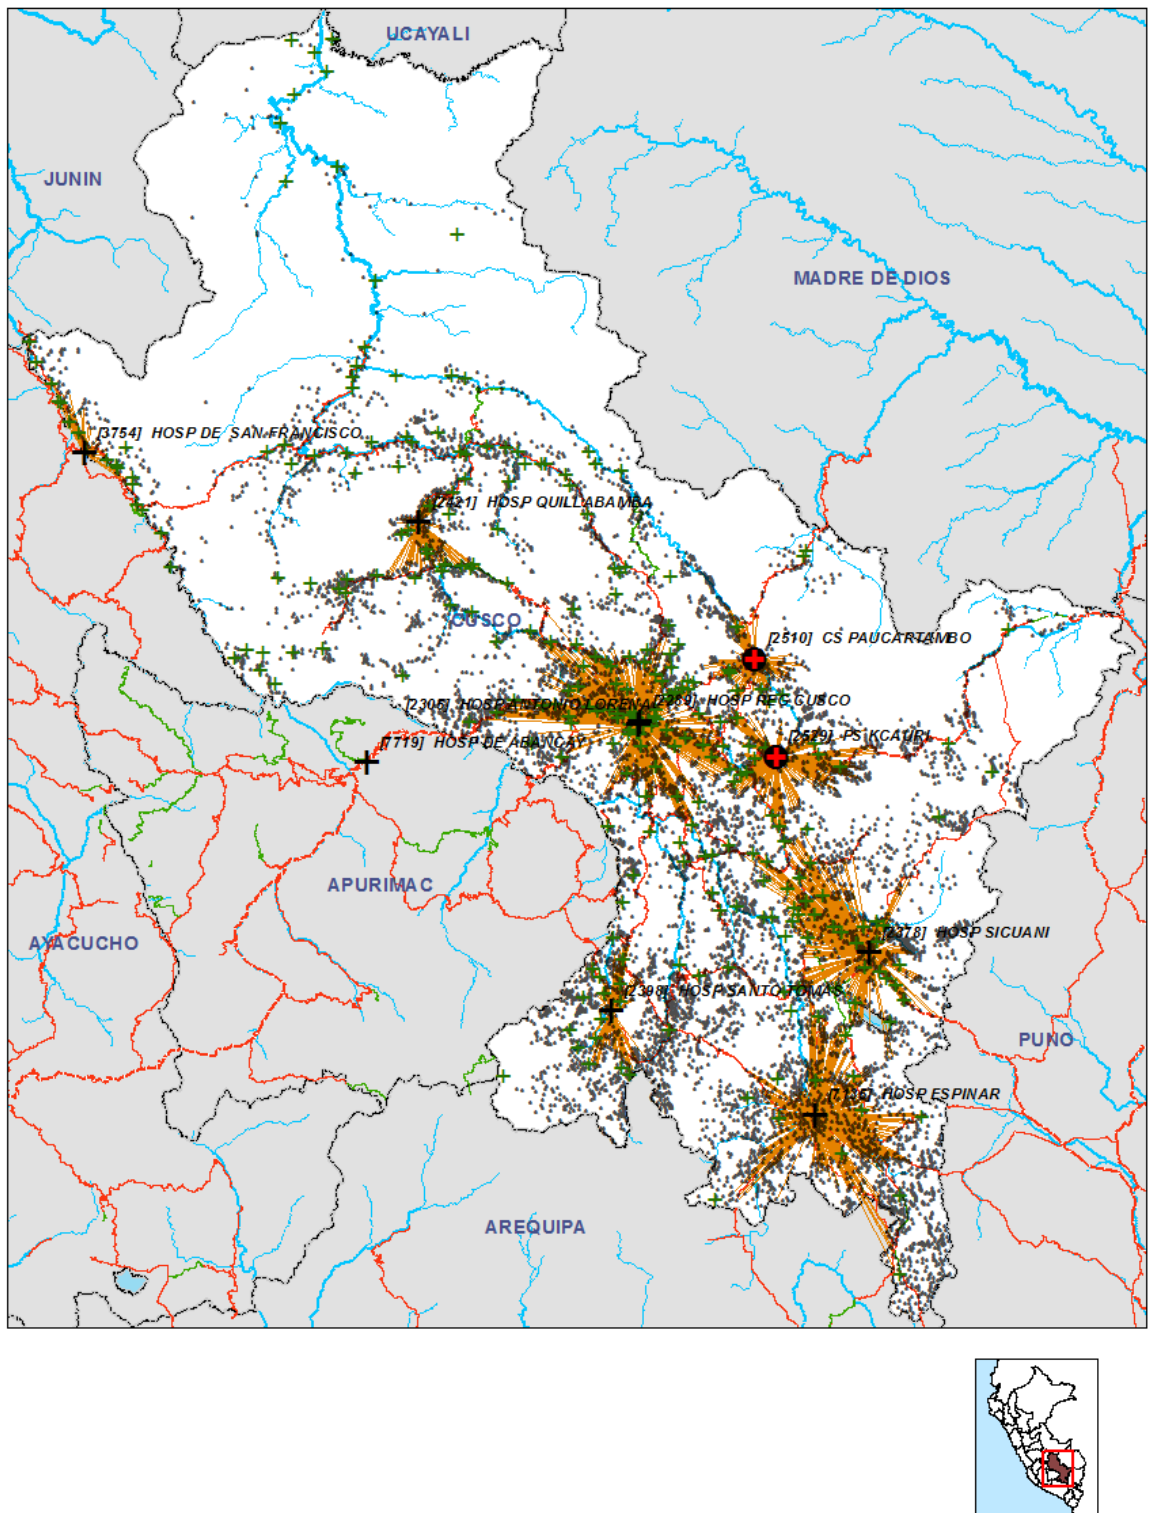 UCAYALI
JUNIN
MADRE DE DIOS
[3754] HOSP DE SAN FRANCISCO
[2421] HOSP QUILLABAMBA
CUSCO
[2510] CS PAUCARTAMBO
[2305] HOSP ANTONIO LORENA
[2289] HOSP REG CUSCO
[2529] PS KCAURI
[7719] HOSP DE ABANCAY
APURIMAC
AYACUCHO
[2378] HOSP SICUANI
[2398] HOSP SANTO TOMAS
PUNO
HOSP ESPINAR
AREQUIPA